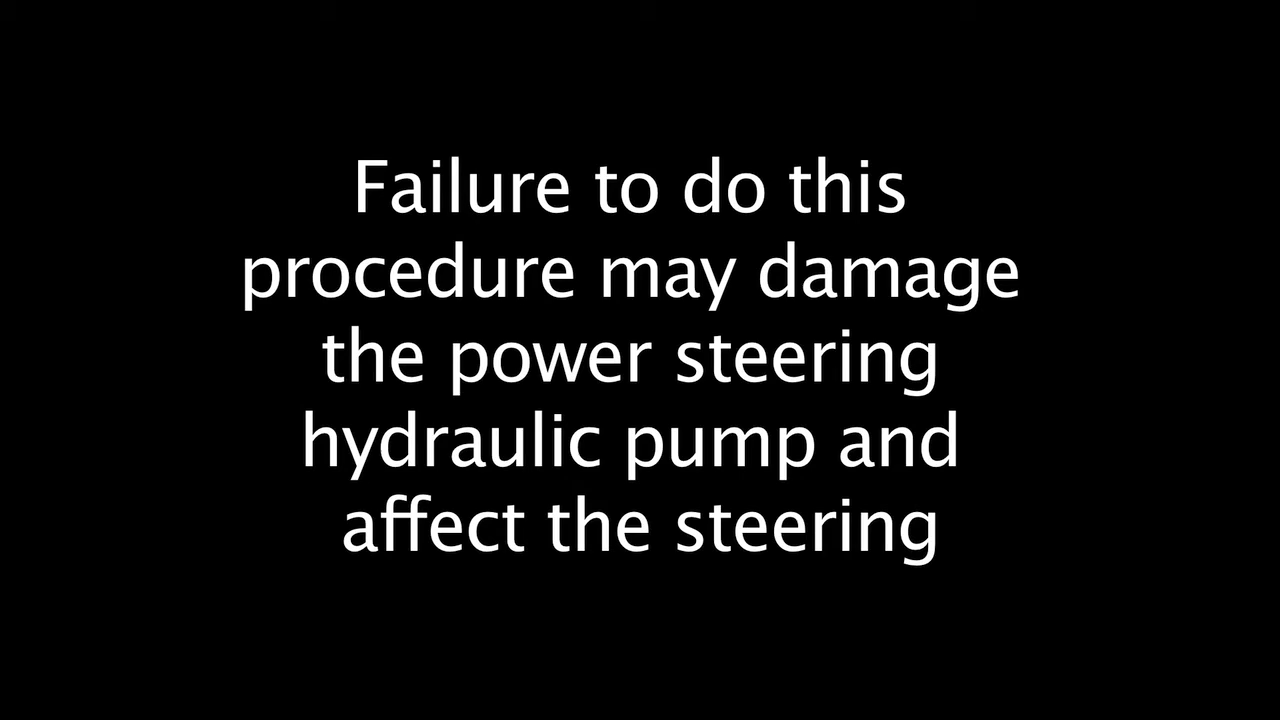 Failure to do this
procedure may damage
the power steering
hydraulic pump and
affect the steering